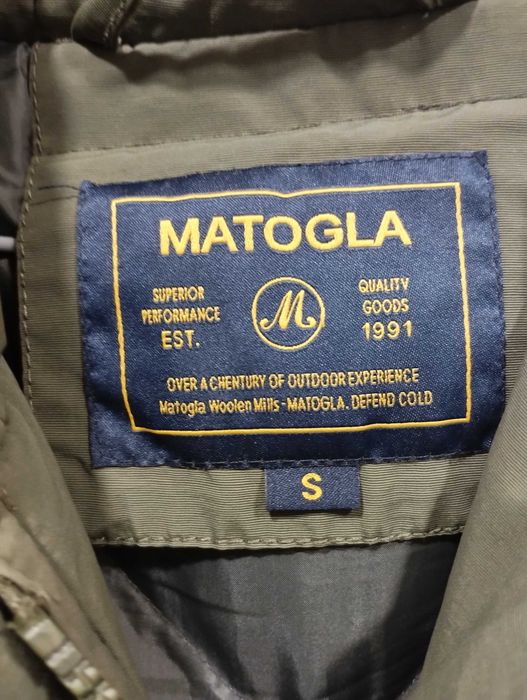 MATOGLA
SUPERIOR
PERFORMANCE
EST.
M
QUALITY
GOODS
1991
OVER A CHENTURY OF OUTDOOR EXPERIENCE
Matogla Woolen Mills-MATOGLA. DEFEND COLD
S